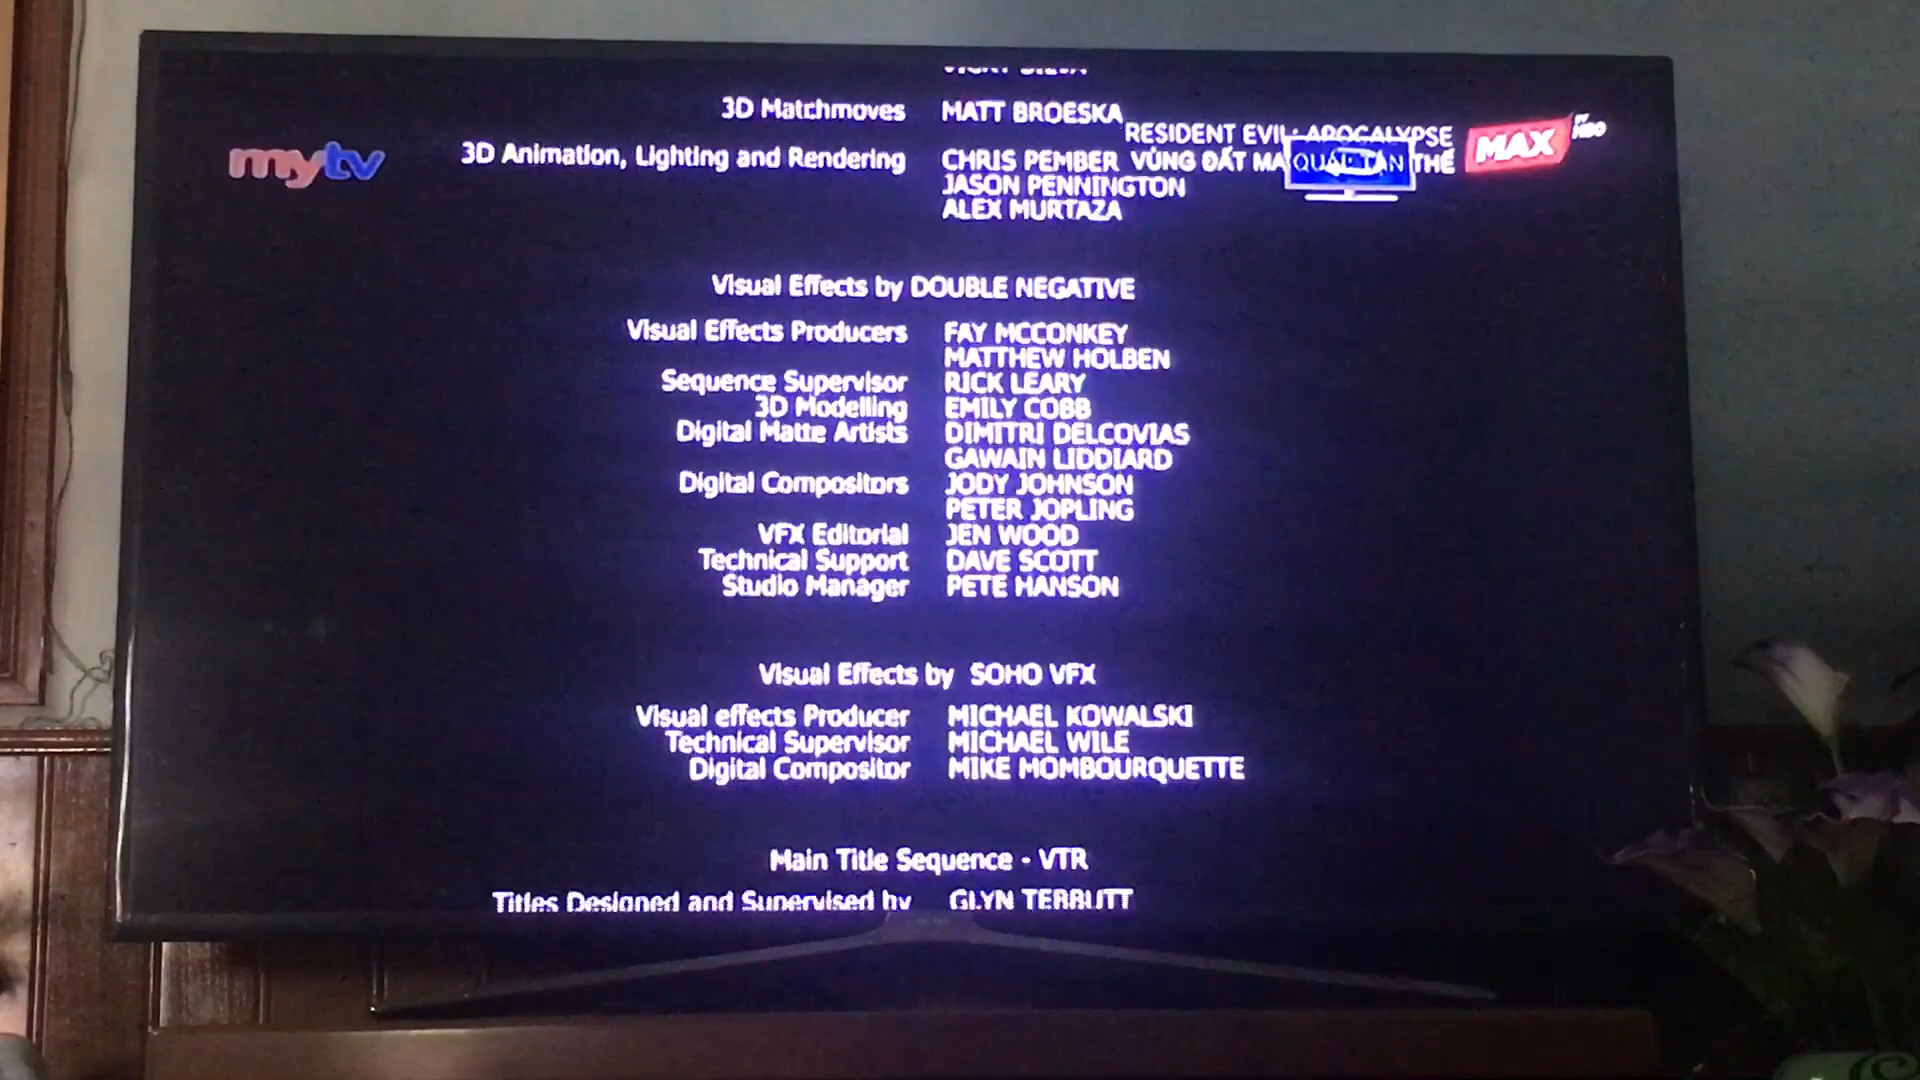 3D Matchmoves MATT BROESKA
RESIDENT EVIL: APOCALYPSE
MAX
BY HBO
mytv
3D Animation, Lighting and Rendering CHRIS PEMBER
VÙNG ĐẤT MA QUÁI: TẬN THẾ
JASON PENNINGTON
ALEX MURTAZA
Visual Effects by DOUBLE NEGATIVE
Visual Effects Producers FAY MCCONKEY
MATTHEW HOLBEN
Sequence Supervisor RICK LEARY
3D Modelling EMILY COBB
Digital Matte Artists DIMITRI DELCOVIAS
GAWAIN LIDDIARD
Digital Compositors JODY JOHNSON
PETER JOPLING
VFX Editorial JEN WOOD
Technical Support DAVE SCOTT
Studio Manager PETE HANSON
Visual Effects by SOHO VFX
Visual effects Producer MICHAEL KOWALSKI
Technical Supervisor MICHAEL WILE
Digital Compositor MIKE MOMBOURQUETTE
Main Title Sequence - VTR
Titles Designed and Supervised by GLYN TEBBUTT